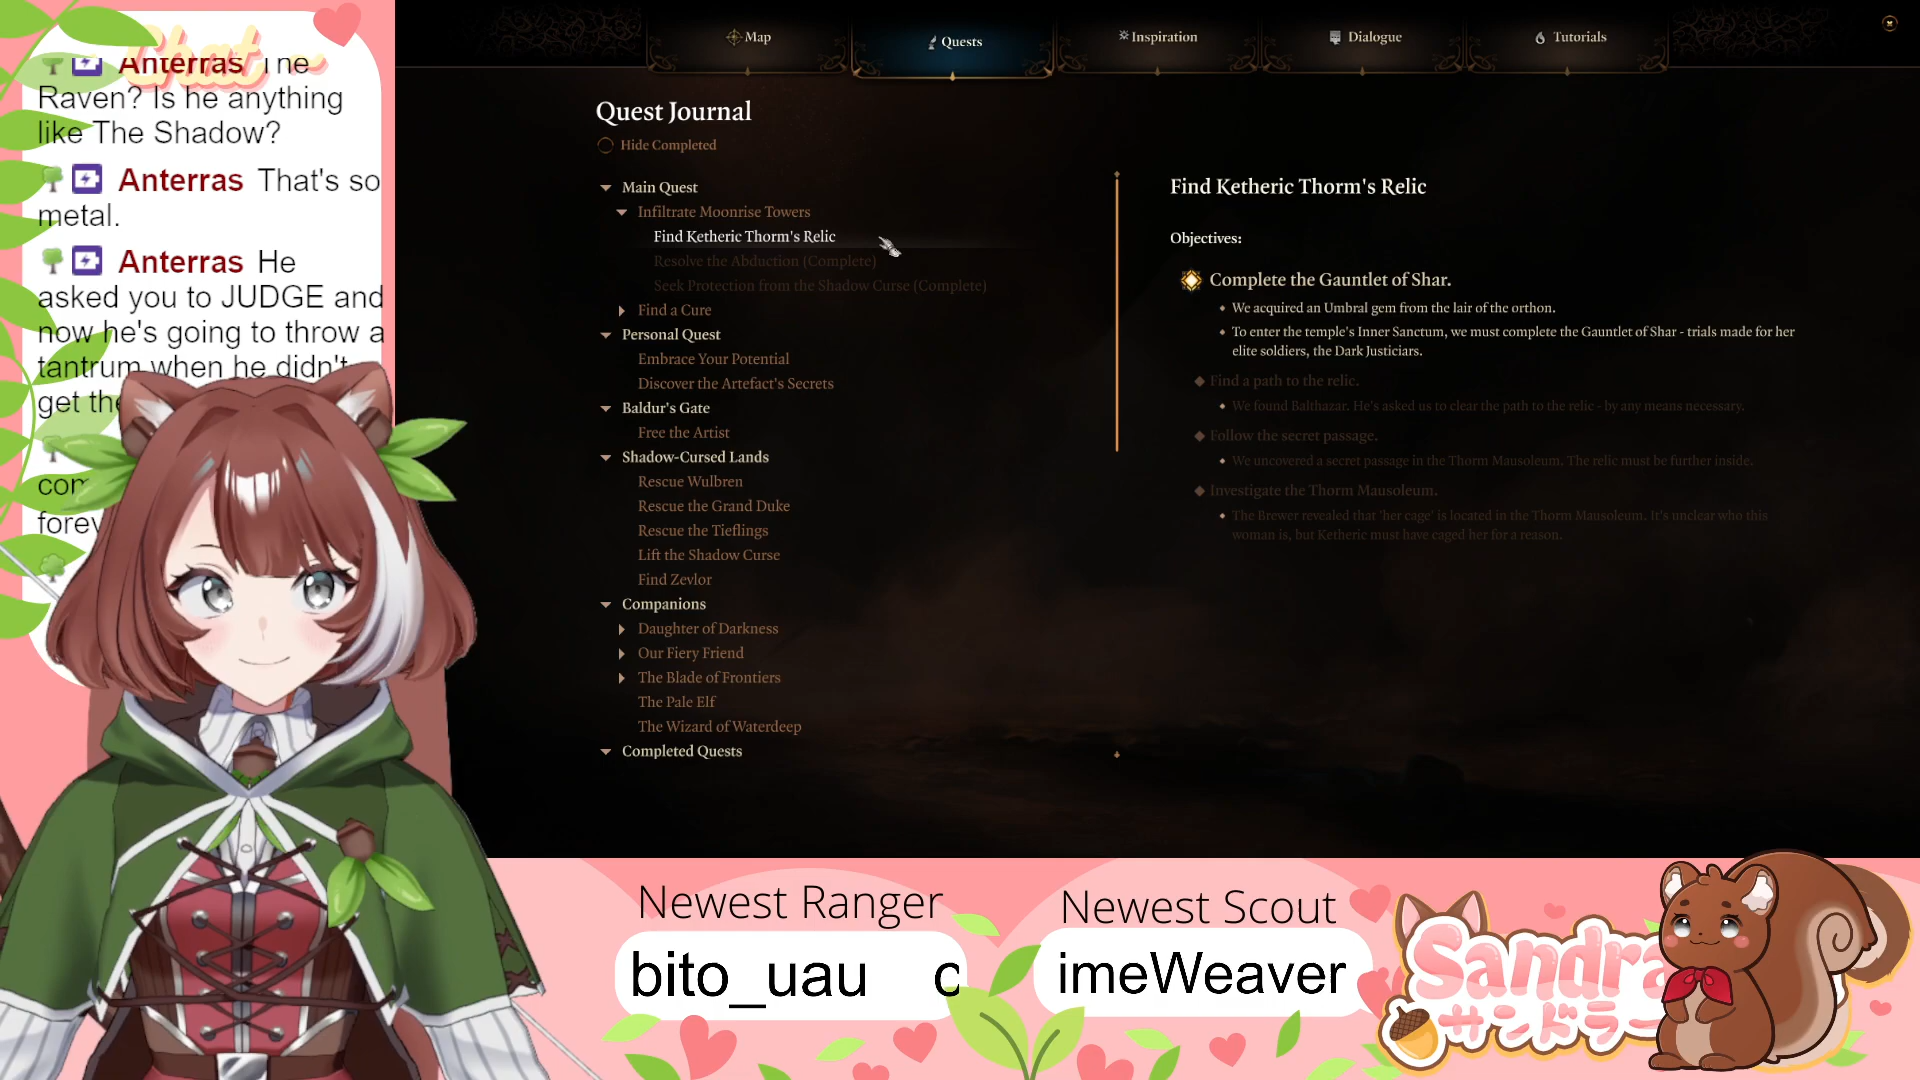 Chat
Anterras The
Raven? Is he anything
like The Shadow?
Anterras That's so
metal.
Anterras He
asked you to JUDGE and
now he's going to throw a
tantrum when he didn't
get the
Map
Quests
Inspiration
Dialogue
Tutorials
Quest Journal
Hide Completed
Main Quest
Infiltrate Moonrise Towers
Find Ketheric Thorm's Relic
Resolve the Abduction (Complete)
Seek Protection from the Shadow Curse (Complete)
Find a Cure
Personal Quest
Embrace Your Potential
Discover the Artefact's Secrets
Baldur's Gate
Free the Artist
Shadow-Cursed Lands
Rescue Wulbren
Rescue the Grand Duke
Rescue the Tieflings
Lift the Shadow Curse
Find Zevlor
Companions
Daughter of Darkness
Our Fiery Friend
The Blade of Frontiers
The Pale Elf
The Wizard of Waterdeep
Completed Quests
Find Ketheric Thorm's Relic
Objectives:
Complete the Gauntlet of Shar.
We acquired an Umbral gem from the lair of the orthon.
To enter the temple's Inner Sanctum, we must complete the Gauntlet of Shar - trials made for her
elite soldiers, the Dark Justiciars.
Find a path to the relic.
We found Balthazar. He's asked us to clear the path to the relic - by any means necessary.
Follow the secret passage.
We uncovered a secret passage in the Thorm Mausoleum. The relic must be further inside.
Investigate the Thorm Mausoleum.
The Brewer revealed that 'her cage' is located in the Thorm Mausoleum. It's unclear who this
woman is, but Ketheric must have caged her for a reason.
Newest Ranger
bito_uau
Newest Scout
imeWeaver
Sandra
サンドラー